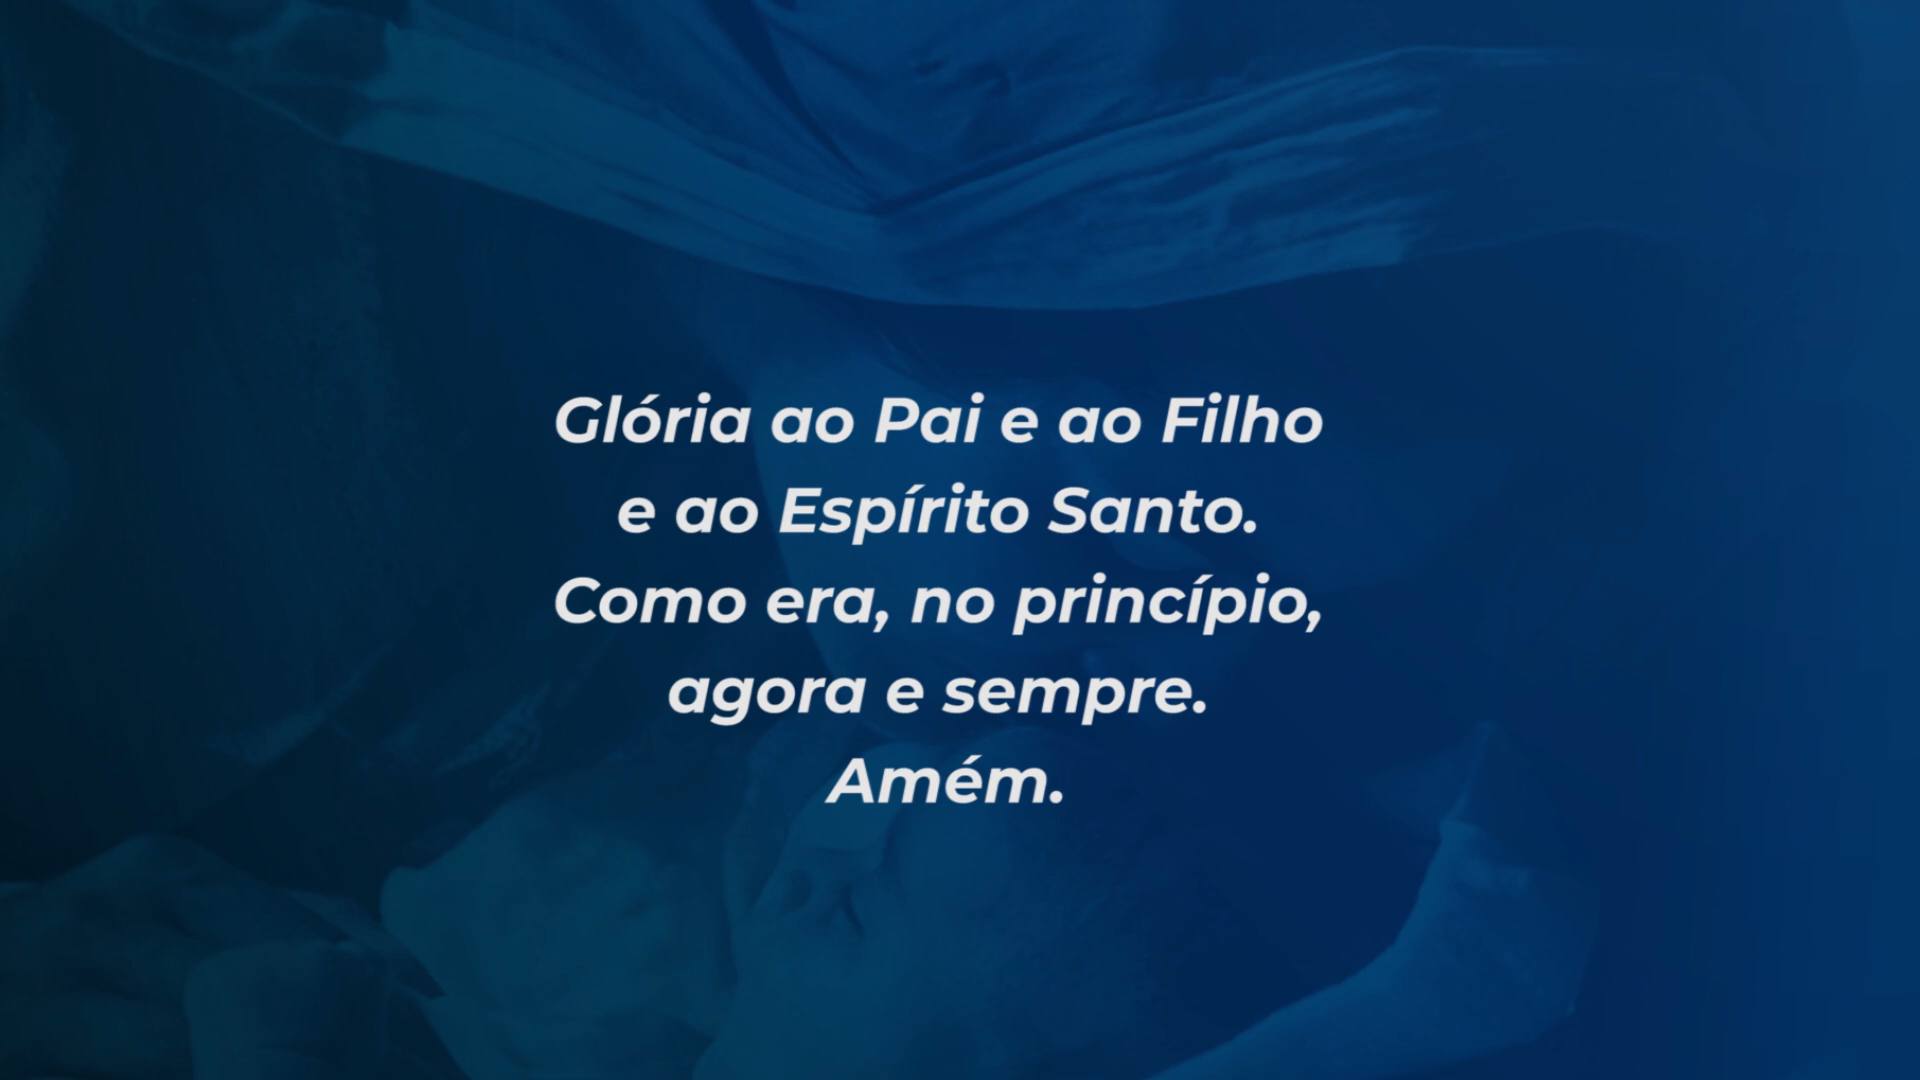 Glória ao Pai e ao Filho
e ao Espírito Santo.
Como era, no princípio,
agora e sempre.
Amém.